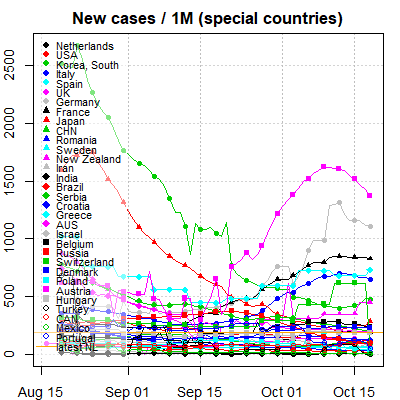 New cases / 1M (special countries)
Netherlands
USA
Korea, South
Italy
Spain
UK
Germany
France
Japan
CHN
Romania
Sweden
New Zealand
Iran
India
Brazil
Serbia
Croatia
Greece
AUS
Israel
Belgium
Russia
Switzerland
Denmark
Poland
Austria
Hungary
Turkey
CAN
Mexico
Portugal
latest NL
0
500
1000
1500
2000
2500
Aug 15
Sep 01
Sep 15
Oct 01
Oct 15